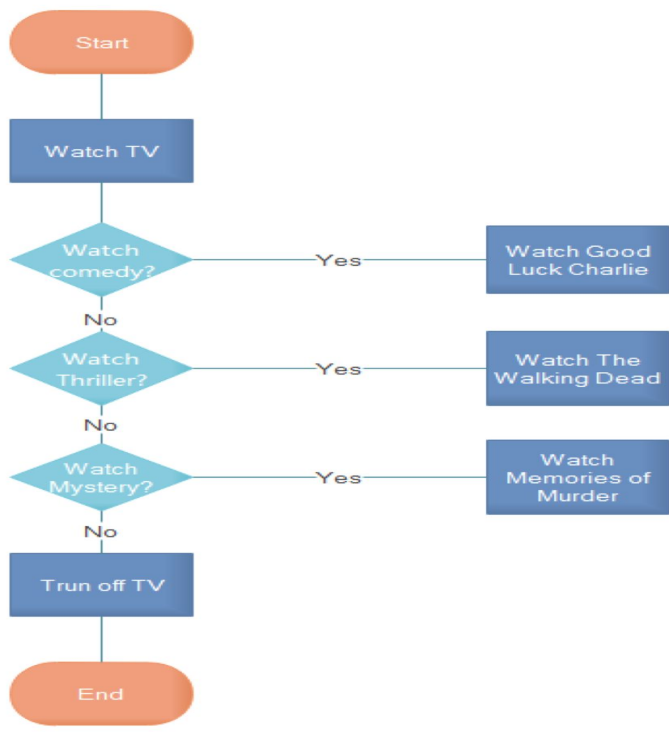 Start
Watch TV
Watch
comedy?
Yes
Watch Good
Luck Charlie
No
Watch
Thriller?
Yes
Watch The
Walking Dead
No
Watch
Mystery?
Yes
Watch
Memories of
Murder
No
Trun off TV
End